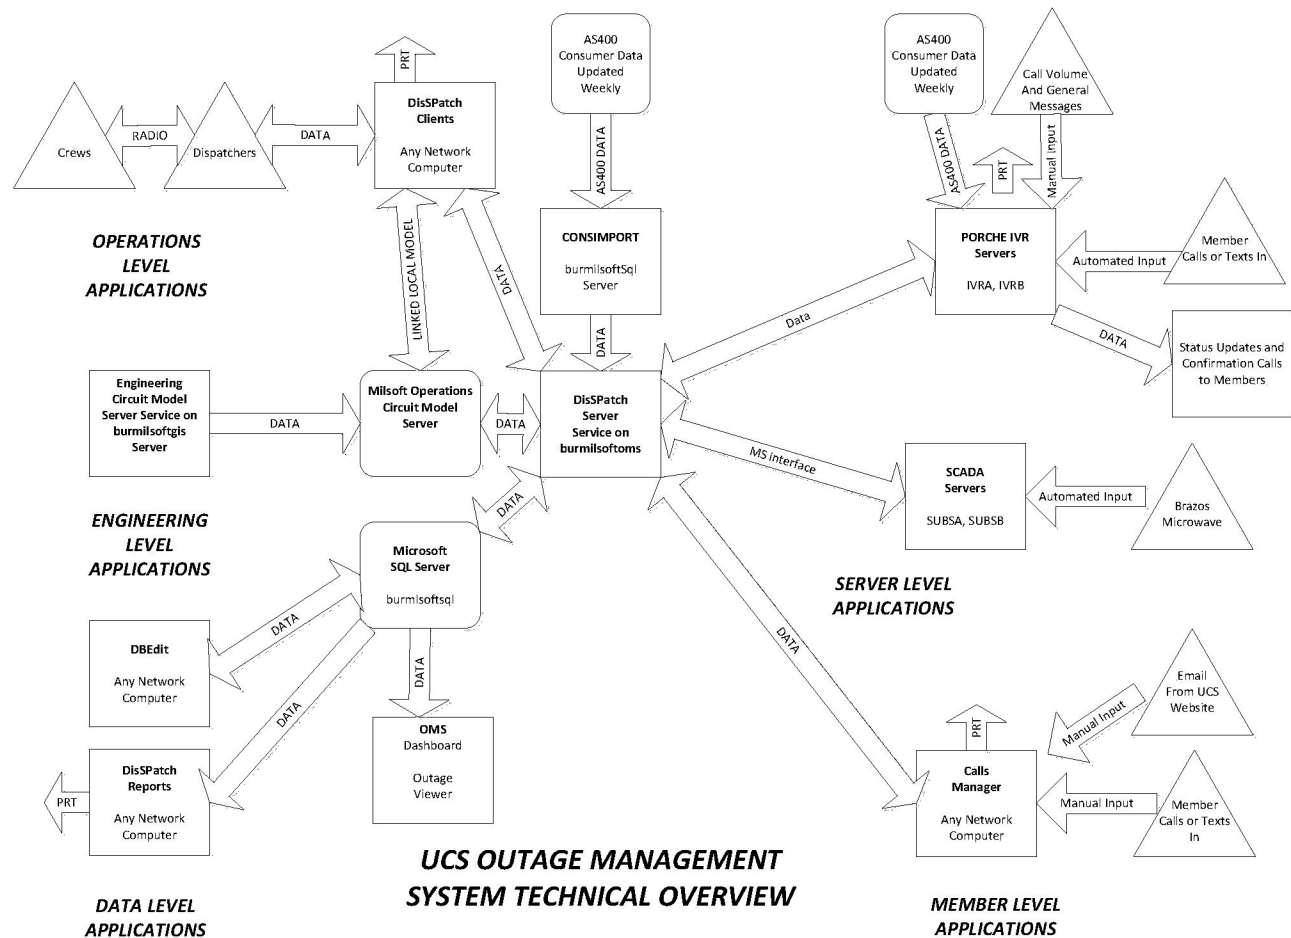 AS400
Consumer Data
Updated
Weekly
AS400
Consumer Data
Updated
Weekly
Call Volume
And General
Messages
PRT
DisSPatch
Clients
Any Network
Computer
Crews
RADIO
Dispatchers
DATA
AS400 DATA
AS400 DATA
PRT
Manual Input
OPERATIONS
LEVEL
APPLICATIONS
LINKED LOCAL MODEL
DATA
CONSIMPORT
burmilsoftSql
Server
DATA
PORCHE IVR
Servers
IVRA, IVRB
Automated Input
Member
Calls or Texts In
Data
DATA
Status Updates and
Confirmation Calls
to Members
Engineering
Circuit Model
Server Service on
burmilsoftgis
Server
DATA
Milsoft Operations
Circuit Model
Server
DATA
DisSPatch
Server
Service on
burmilsoftoms
MS interface
SCADA
Servers
SUBSA, SUBSB
Automated Input
Brazos
Microwave
ENGINEERING
LEVEL
APPLICATIONS
DATA
Microsoft
SQL Server
burmlsoftsql
SERVER LEVEL
APPLICATIONS
DBEdit
Any Network
Computer
DATA
DATA
DATA
DATA
OMS
Dashboard
Outage
Viewer
DisSPatch
Reports
Any Network
Computer
PRT
Email
From UCS
Website
Manual Input
PRT
Calls
Manager
Any Network
Computer
Manual Input
Member
Calls or Texts
In
UCS OUTAGE MANAGEMENT
SYSTEM TECHNICAL OVERVIEW
DATA LEVEL
APPLICATIONS
MEMBER LEVEL
APPLICATIONS